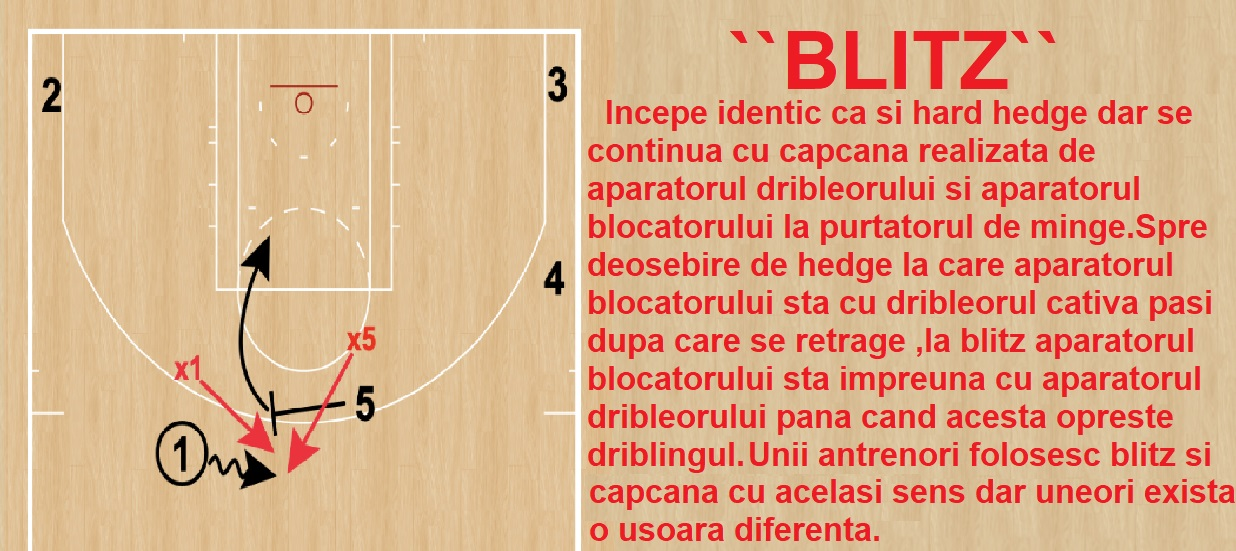 ``BLITZ``
Incepe identic ca si hard hedge dar se
continua cu capcana realizata de
aparatorul dribleorului si aparatorul
blocatorului la purtatorul de minge.Spre
deosebire de hedge la care aparatorul
blocatorului sta cu dribleorul cativa pasi
dupa care se retrage ,la blitz aparatorul
blocatorului sta impreuna cu aparatorul
dribleorului pana cand acesta opreste
driblingul.Unii antrenori folosesc blitz si
capcana cu acelasi sens dar uneori exista
o usoara diferenta.
2
3
4
x5
x1
5
1